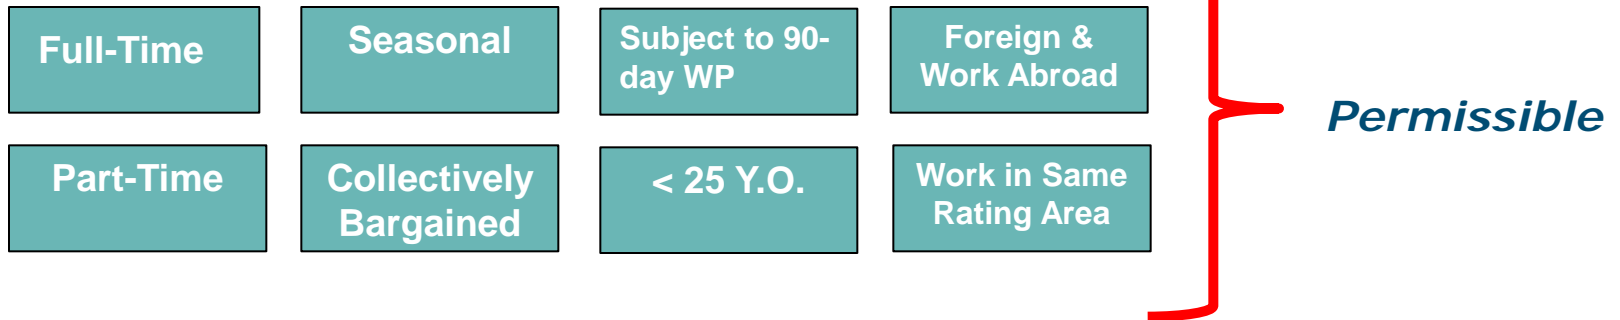 Full-Time
Seasonal
Subject to 90-
day WP
Foreign &
Work Abroad
Permissible
Part-Time
Collectively
Bargained
< 25 Y.O.
Work in Same
Rating Area